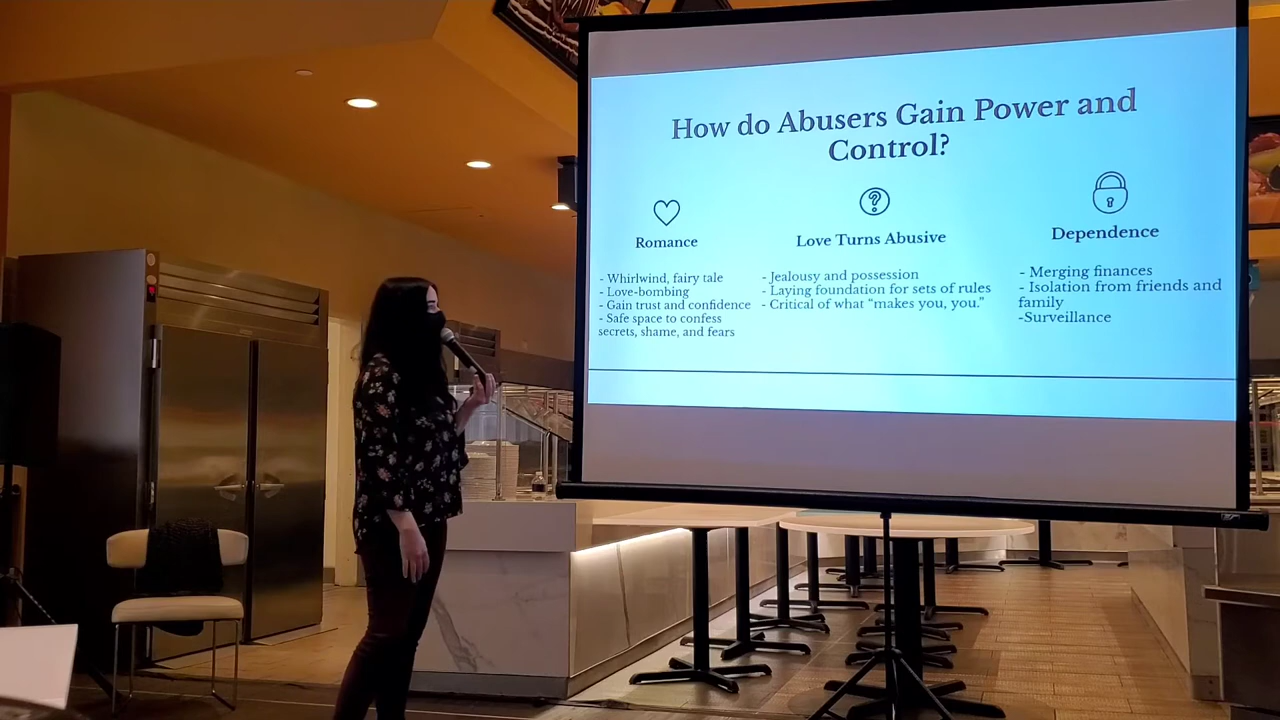 How do Abusers Gain Power and
Control?
Romance
- Whirlwind, fairy tale
- Love-bombing
- Gain trust and confidence
- Safe space to confess
secrets, shame, and fears
Love Turns Abusive
- Jealousy and possession
- Laying foundation for sets of rules
- Critical of what “makes you, you.”
Dependence
- Merging finances
- Isolation from friends and
family
-Surveillance